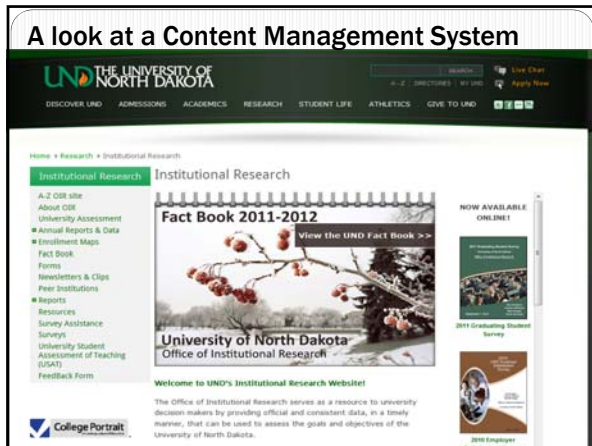 A look at a Content Management System
UND THE UNIVERSITY OF
NORTH DAKOTA
SEARCH
A-Z | DIRECTORIES | MY UND
Live Chat
Apply Now
DISCOVER UND ADMISSIONS ACADEMICS RESEARCH STUDENT LIFE ATHLETICS GIVE TO UND
Home » Research » Institutional Research
Institutional Research
A-Z OIR site
About OIR
University Assessment
Annual Reports & Data
Enrollment Maps
Fact Book
Forms
Newsletters & Clips
Peer Institutions
Reports
Resources
Survey Assistance
Surveys
University Student
Assessment of Teaching
(USAT)
FeedBack Form
College Portrait
Institutional Research
Fact Book 2011-2012
View the UND Fact Book >>
University of North Dakota
Office of Institutional Research
Welcome to UND's Institutional Research Website!
The Office of Institutional Research serves as a resource to university
decision makers by providing official and consistent data, in a timely
manner, that can be used to assess the goals and objectives of the
University of North Dakota.
NOW AVAILABLE
ONLINE!
2011 Graduating Student
Survey
2010 Employer